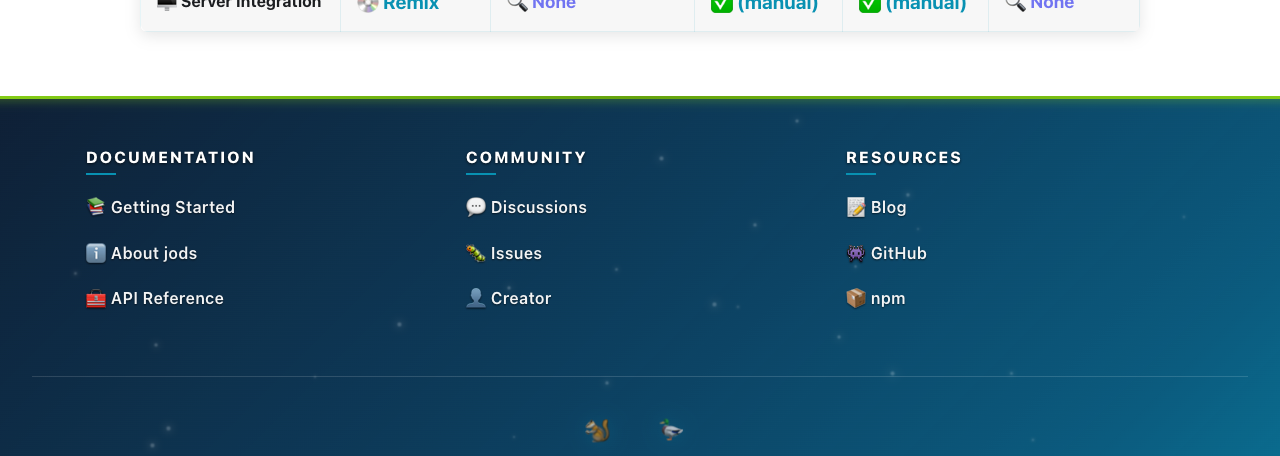 Server Integration Remix None (manual) (manual) None
DOCUMENTATION
Getting Started
About jods
API Reference
COMMUNITY
Discussions
Issues
Creator
RESOURCES
Blog
GitHub
npm